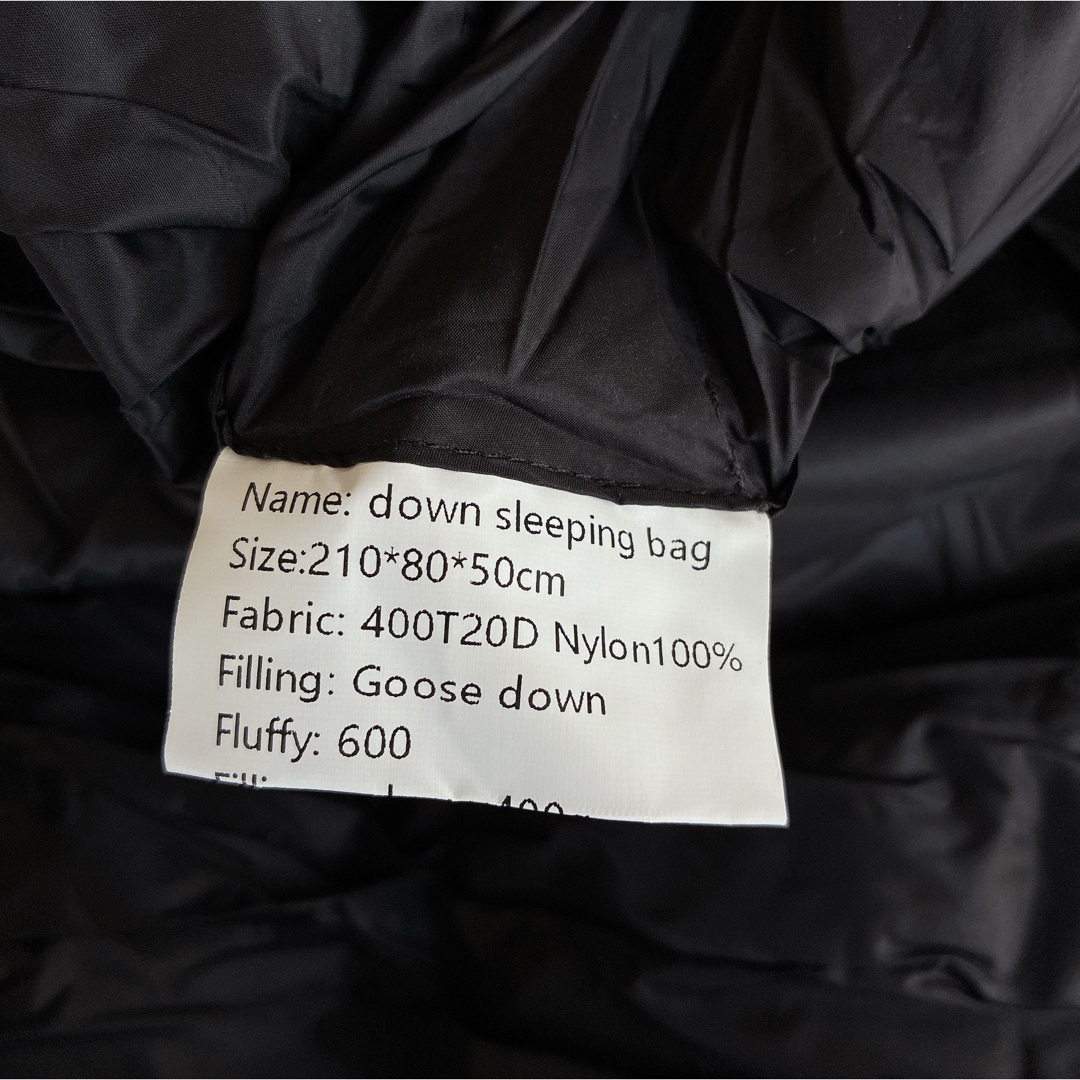 Name: down sleeping bag
Size:210*80*50cm
Fabric: 400T20D Nylon100%
Filling: Goose down
Fluffy: 600